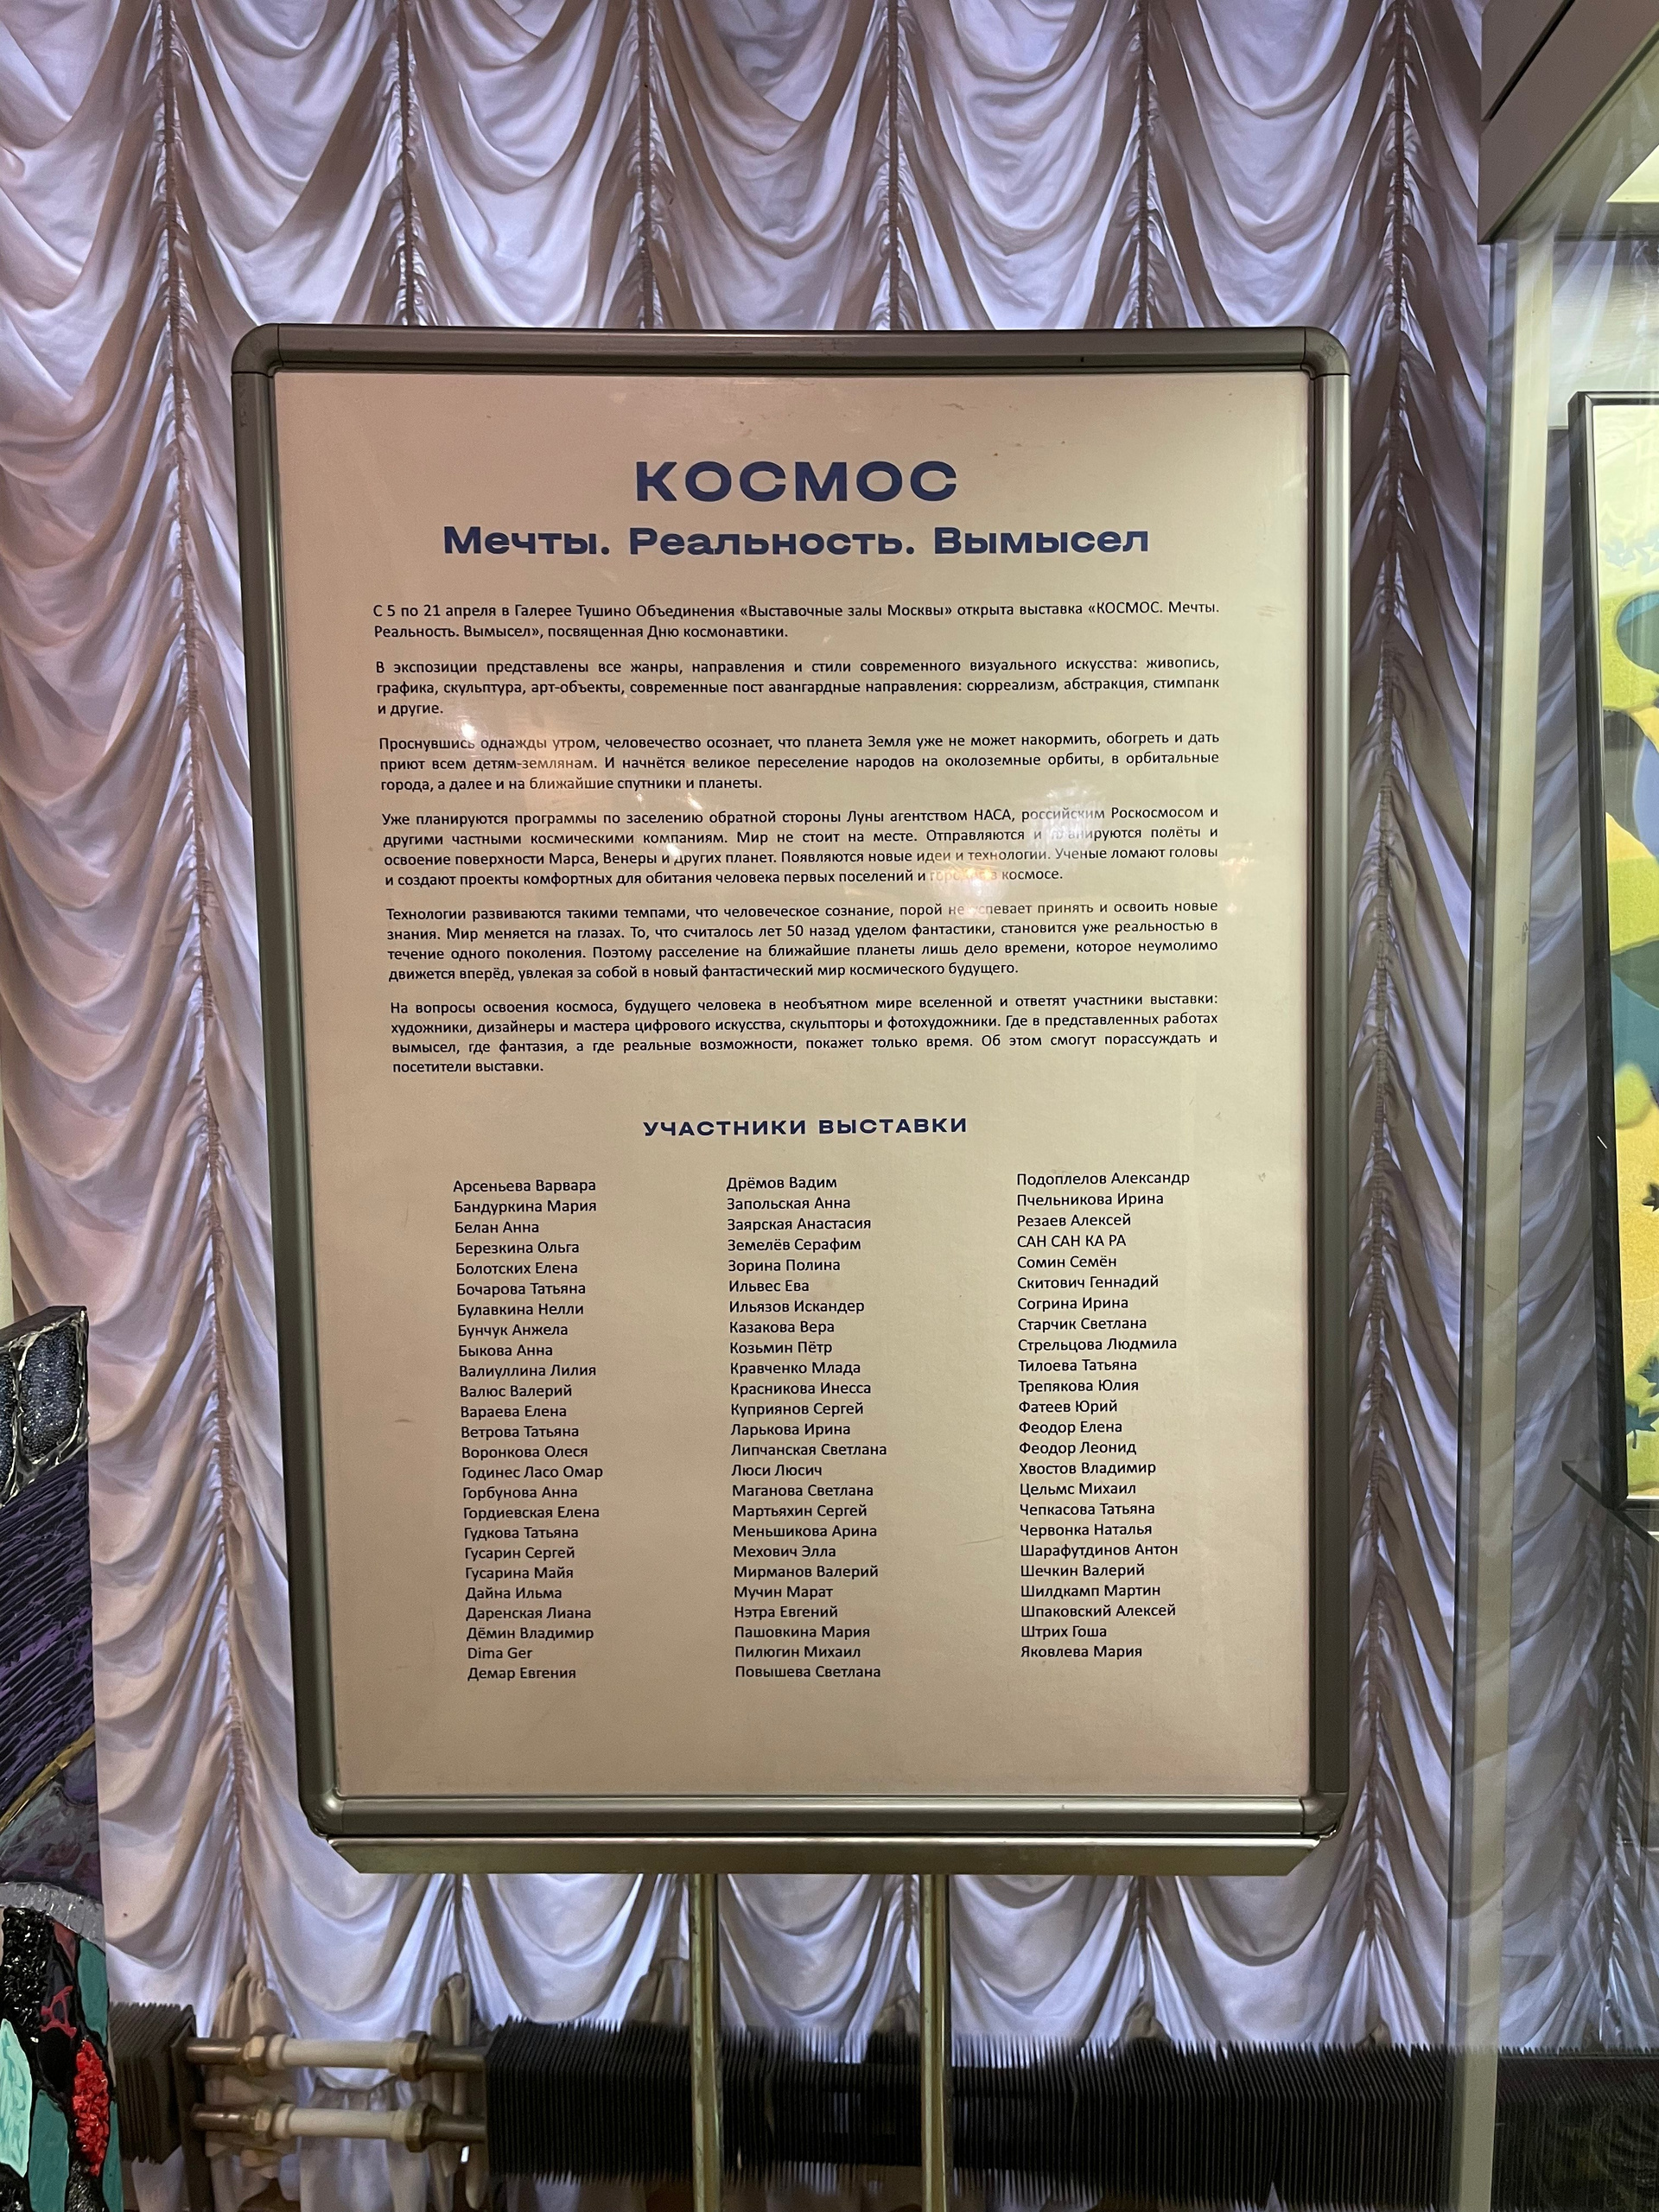 КОСМОС
Мечты. Реальность. Вымысел
С 5 по 21 апреля в Галерее Тушино Объединения «Выставочные залы Москвы» открыта выставка «КОСМОС. Мечты.
Реальность. Вымысел», посвященная Дню космонавтики.
В экспозиции представлены все жанры, направления и стили современного визуального искусства: живопись,
графика, скульптура, арт-объекты, современные пост авангардные направления: сюрреализм, абстракция, стимпанк
и другие.
Проснувшись однажды утром, человечество осознает, что планета Земля уже не может накормить, обогреть и дать
приют всем детям-землянам. И начнётся великое переселение народов на околоземные орбиты, в орбитальные
города, а далее и на ближайшие спутники и планеты.
Уже планируются программы по заселению обратной стороны Луны агентством НАСА, российским Роскосмосом и
другими частными космическими компаниям. Мир не стоит на месте. Отправляются и планируются полёты и
освоение поверхности Марса, Венеры и других планет. Появляются новые идеи и технологии. Ученые ломают головы
и создают проекты комфортных для обитания человека первых поселений и космосе.
Технологии развиваются такими темпами, что человеческое сознание, порой не успевает принять и освоить новые
знания. Мир меняется на глазах. То, что считалось лет 50 назад уделом фантастики, становится уже реальностью в
течение одного поколения. Поэтому расселение на ближайшие планеты лишь дело времени, которое неумолимо
движется вперёд, увлекая за собой в новый фантастический мир космического будущего.
На вопросы освоения космоса, будущего человека в необъятном мире вселенной и ответят участники выставки:
художники, дизайнеры и мастера цифрового искусства, скульпторы и фотохудожники. Где в представленных работах
вымысел, где фантазия, а где реальные возможности, покажет только время. Об этом смогут порассуждать и
посетители выставки.
УЧАСТНИКИ ВЫСТАВКИ
Арсеньева Варвара
Бандуркина Мария
Белан Анна
Березкина Ольга
Болотских Елена
Бочарова Татьяна
Булавкина Нелли
Бунчук Анжела
Быкова Анна
Валиуллина Лилия
Валюс Валерий
Вараева Елена
Ветрова Татьяна
Воронкова Олеся
Годинес Ласо Омар
Горбунова Анна
Гордиевская Елена
Гудкова Татьяна
Гусарин Сергей
Гусарина Майя
Дайна Ильма
Даренская Лиана
Дёмин Владимир
Dima Ger
Демар Евгения
Дрёмов Вадим
Запольская Анна
Заярская Анастасия
Земелёв Серафим
Зорина Полина
Ильвес Ева
Ильязов Искандер
Казакова Вера
Козьмин Пётр
Кравченко Млада
Красникова Инесса
Куприянов Сергей
Ларькова Ирина
Липчанская Светлана
Люси Люсич
Маганова Светлана
Мартьяхин Сергей
Меньшикова Арина
Мехович Элла
Мирманов Валерий
Мучин Марат
Нэтра Евгений
Пашовкина Мария
Пилюгин Михаил
Повышева Светлана
Подоплелов Александр
Пчельникова Ирина
Резаев Алексей
САН САН КА РА
Сомин Семён
Скитович Геннадий
Согрина Ирина
Старчик Светлана
Стрельцова Людмила
Тилоева Татьяна
Трепякова Юлия
Фатеев Юрий
Феодор Елена
Феодор Леонид
Хвостов Владимир
Цельмс Михаил
Чепкасова Татьяна
Червонка Наталья
Шарафутдинов Антон
Шечкин Валерий
Шилдкамп Мартин
Шпаковский Алексей
Штрих Гоша
Яковлева Мария